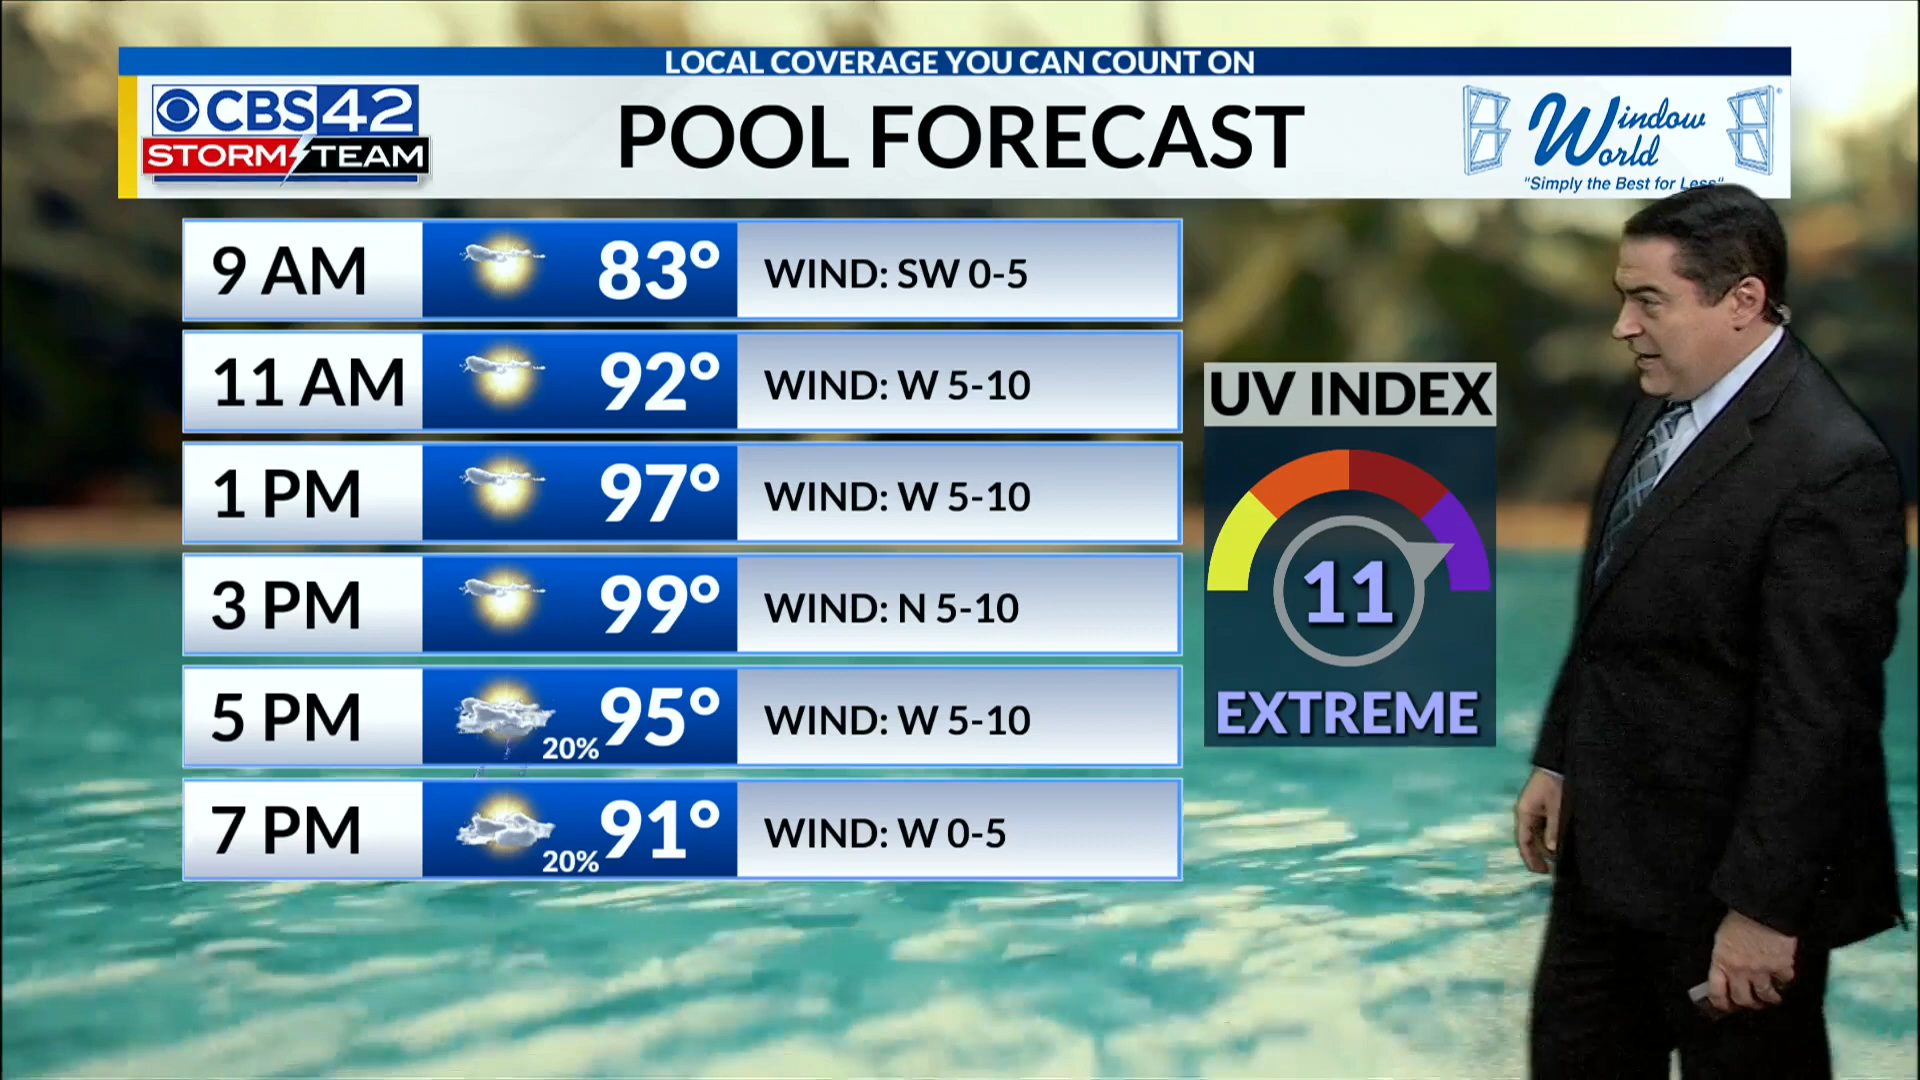 LOCAL COVERAGE YOU CAN COUNT ON
CBS 42
STORM TEAM
POOL FORECAST
Window
World
"Simply the Best for Less"
9 AM 83° WIND: SW 0-5
11 AM 92° WIND: W 5-10
1 PM 97° WIND: W 5-10
3 PM 99° WIND: N 5-10
5 PM 20% 95° WIND: W 5-10
7 PM 20% 91° WIND: W 0-5
UV INDEX
11
EXTREME